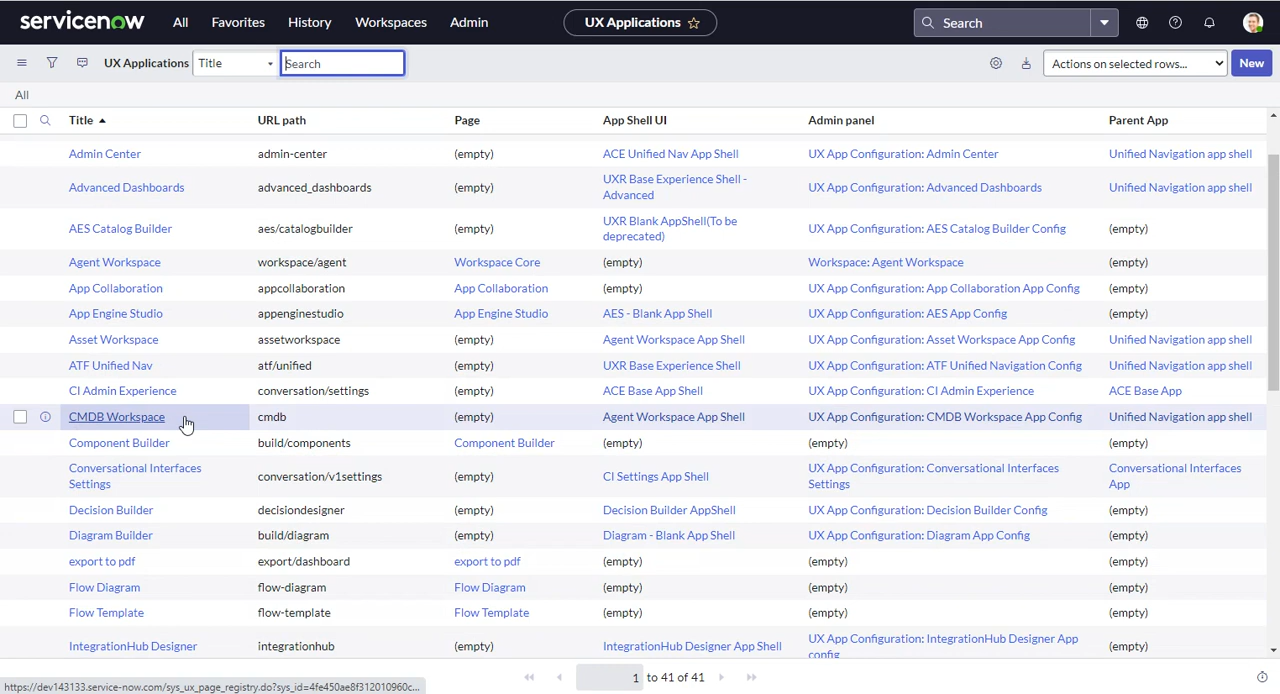 servicenow All Favorites History Workspaces Admin UX Applications Search
UX Applications Title Search Actions on selected rows... New
All
Title URL path Page App Shell UI Admin panel Parent App
Admin Center admin-center (empty) ACE Unified Nav App Shell UX App Configuration: Admin Center Unified Navigation app shell
Advanced Dashboards advanced_dashboards (empty) UXR Base Experience Shell - UX App Configuration: Advanced Dashboards Unified Navigation app shell
Advanced
AES Catalog Builder aes/catalogbuilder (empty) UXR Blank AppShell(To be UX App Configuration: AES Catalog Builder Config (empty)
deprecated)
Agent Workspace workspace/agent Workspace Core (empty) Workspace: Agent Workspace (empty)
App Collaboration appcollaboration App Collaboration (empty) UX App Configuration: App Collaboration App Config (empty)
App Engine Studio appenginestudio App Engine Studio AES - Blank App Shell UX App Configuration: AES App Config (empty)
Asset Workspace assetworkspace (empty) Agent Workspace App Shell UX App Configuration: Asset Workspace App Config Unified Navigation app shell
ATF Unified Nav atf/unified (empty) UXR Base Experience Shell UX App Configuration: ATF Unified Navigation Config Unified Navigation app shell
CI Admin Experience conversation/settings (empty) ACE Base App Shell UX App Configuration: CI Admin Experience ACE Base App
CMDB Workspace cmdb (empty) Agent Workspace App Shell UX App Configuration: CMDB Workspace App Config Unified Navigation app shell
Component Builder build/components Component Builder (empty) (empty) (empty)
Conversational Interfaces conversation/v1settings (empty) CI Settings App Shell UX App Configuration: Conversational Interfaces Conversational Interfaces
Settings Settings App
Decision Builder decisiondesigner (empty) Decision Builder AppShell UX App Configuration: Decision Builder Config (empty)
Diagram Builder build/diagram (empty) Diagram - Blank App Shell UX App Configuration: Diagram App Config (empty)
export to pdf export/dashboard export to pdf (empty) (empty) (empty)
Flow Diagram flow-diagram Flow Diagram (empty) (empty) (empty)
Flow Template flow-template Flow Template (empty) (empty) (empty)
IntegrationHub Designer integrationhub (empty) IntegrationHub Designer App Shell UX App Configuration: IntegrationHub Designer App (empty)
config
1 to 41 of 41
https://dev143133.service-now.com/sys_ux_page_registry.do?sys_id=4fe450ae8f312010960c...